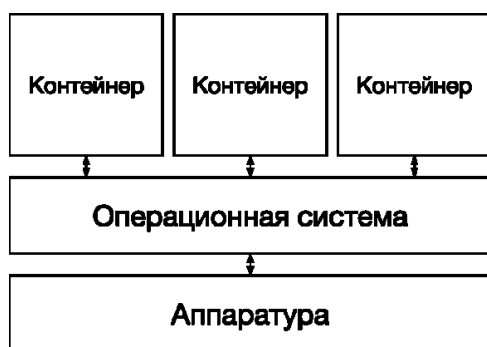 Контейнер Контейнер Контейнер
Операционная система
Аппаратура